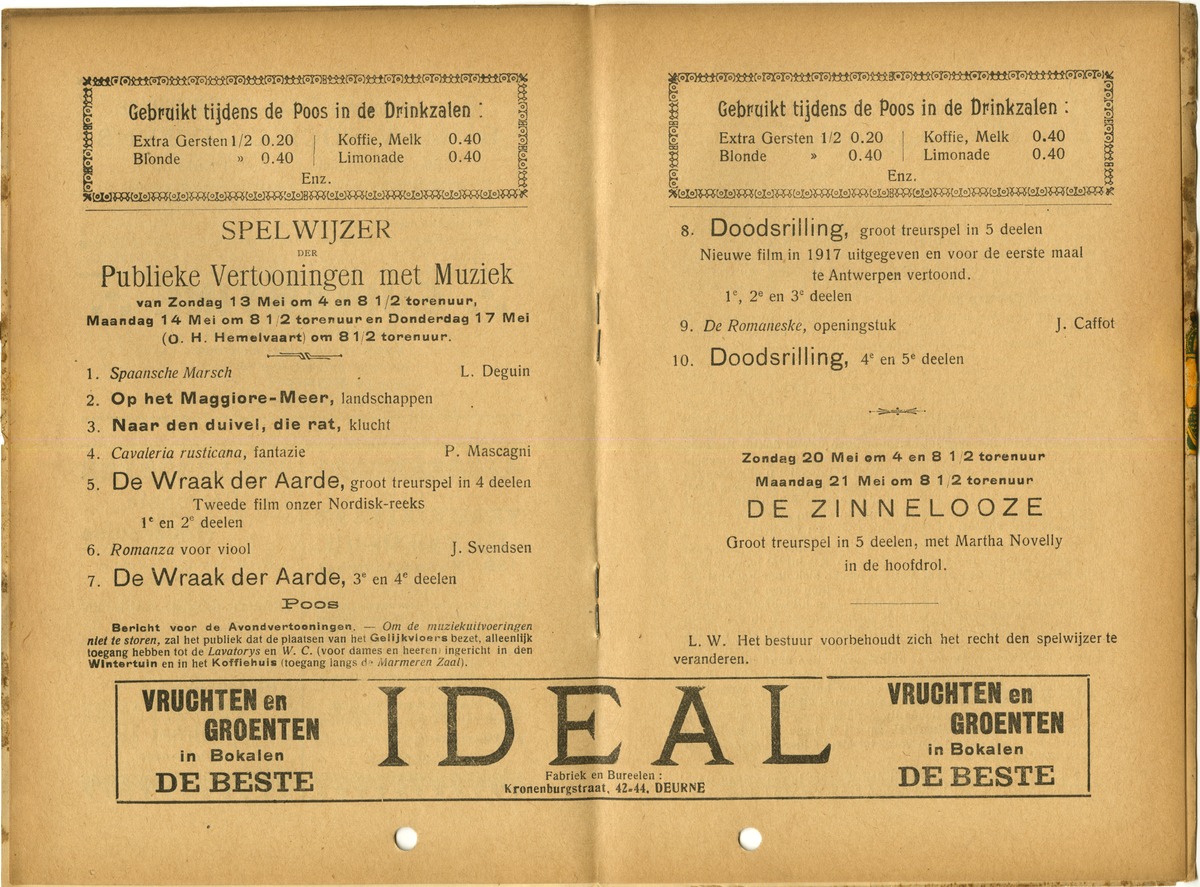 Gebruikt tijdens de Poos in de Drinkzalen :
Extra Gersten 1/2 0.20 | Koffie, Melk 0.40
Blonde » 0.40 | Limonade 0.40
Enz.
SPELWIJZER
DER
Publieke Vertooningen met Muziek
van Zondag 13 Mei om 4 en 8 1/2 torenuur,
Maandag 14 Mei om 8 1/2 torenuur en Donderdag 17 Mei
(O. H. Hemelvaart) om 8 1/2 torenuur.
1. Spaansche Marsch L. Deguin
2. Op het Maggiore-Meer, landschappen
3. Naar den duivel, die rat, klucht
4. Cavaleria rusticana, fantazie P. Mascagni
5. De Wraak der Aarde, groot treurspel in 4 deelen
Tweede film onzer Nordisk-reeks
1e en 2e deelen
6. Romanza voor viool J. Svendsen
7. De Wraak der Aarde, 3e en 4e deelen
Poos
Bericht voor de Avondvertooningen. — Om de muziekuitvoeringen
niet te storen, zal het publiek dat de plaatsen van het Gelijkvloers bezet, alleenlijk
toegang hebben tot de Lavatorys en W. C. (voor dames en heeren) ingericht in den
Wintertuin en in het Koffiehuis (toegang langs de Marmeren Zaal).
Gebruikt tijdens de Poos in de Drinkzalen :
Extra Gersten 1/2 0.20 | Koffie, Melk 0.40
Blonde » 0.40 | Limonade 0.40
Enz.
8. Doodsrilling, groot treurspel in 5 deelen
Nieuwe film in 1917 uitgegeven en voor de eerste maal
te Antwerpen vertoond.
1e, 2e en 3e deelen
9. De Romaneske, openingstuk J. Caffot
10. Doodsrilling, 4e en 5e deelen
Zondag 20 Mei om 4 en 8 1/2 torenuur
Maandag 21 Mei om 8 1/2 torenuur
DE ZINNELOOZE
Groot treurspel in 5 deelen, met Martha Novelly
in de hoofdrol.
L. W. Het bestuur voorbehoudt zich het recht den spelwijzer te
veranderen.
VRUCHTEN en
GROENTEN
in Bokalen
DE BESTE
IDEAL
Fabriek en Bureelen :
Kronenburgstraat, 42-44, DEURNE
VRUCHTEN en
GROENTEN
in Bokalen
DE BESTE